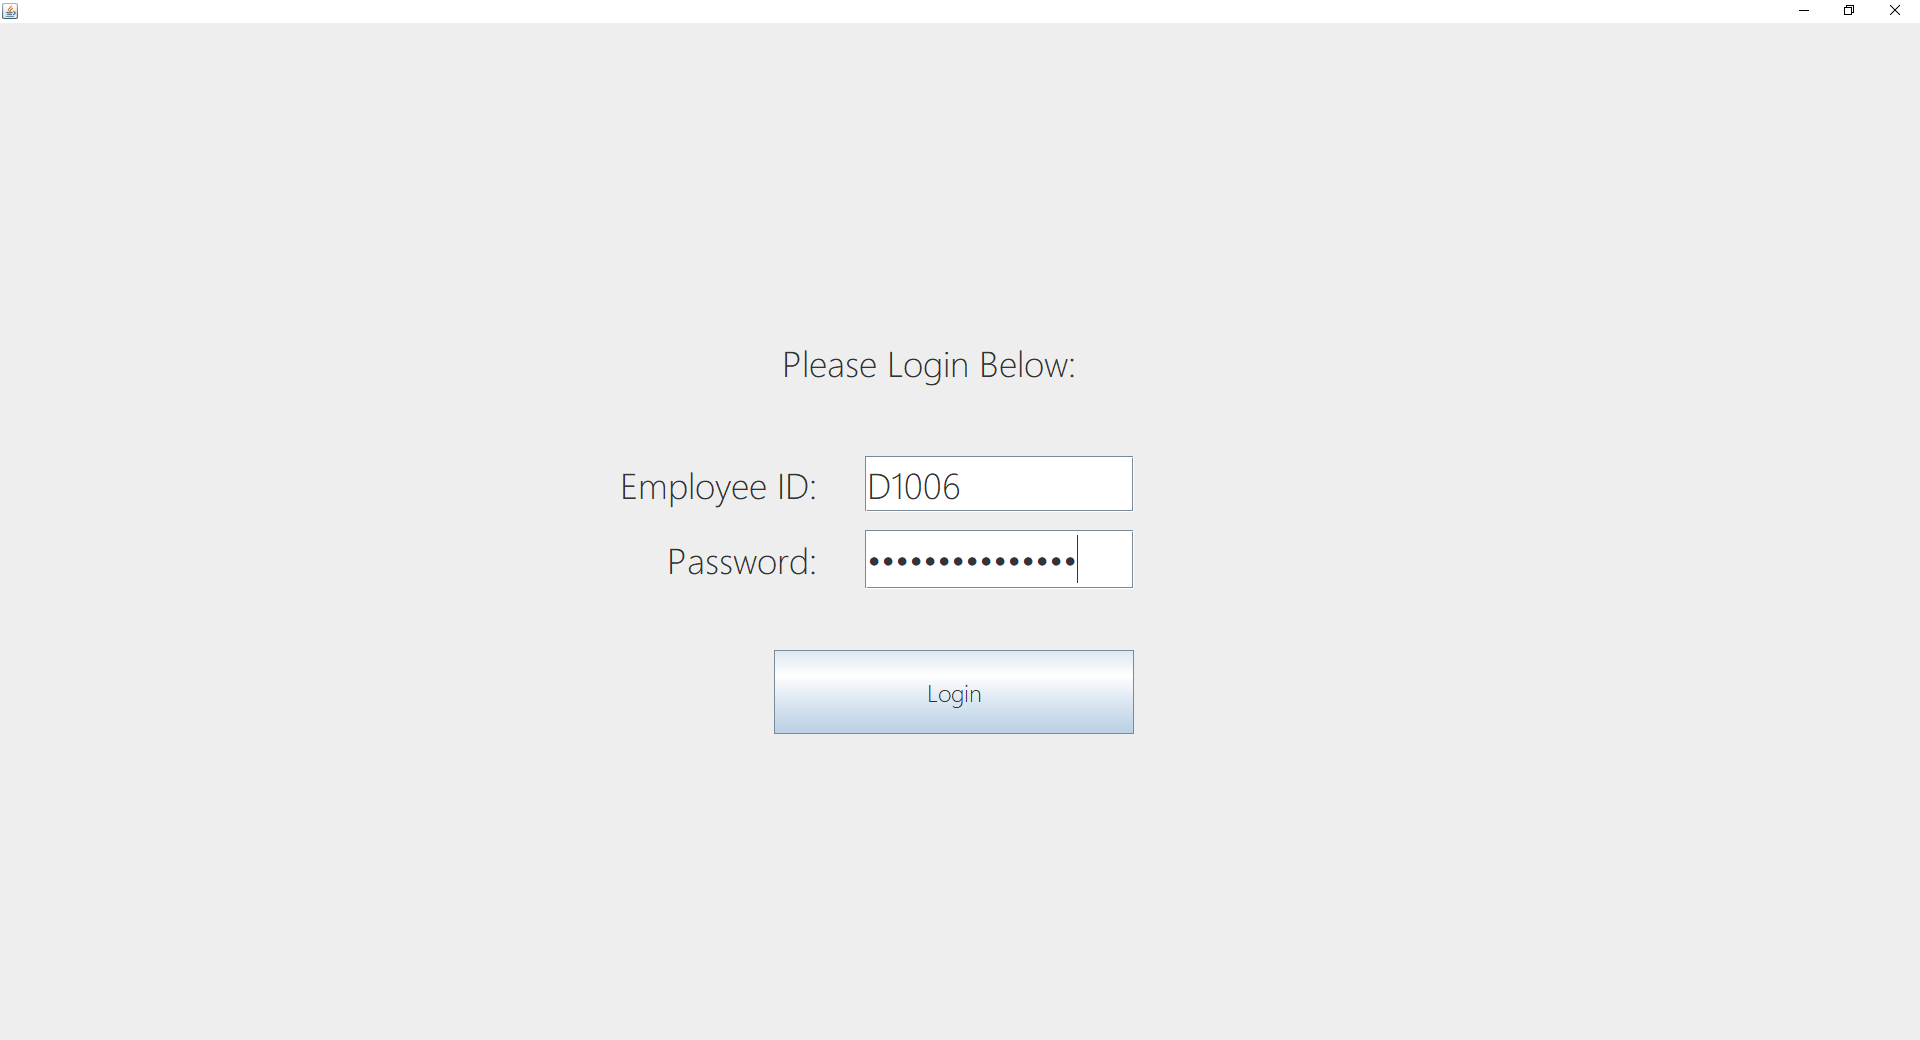 Please Login Below:
Employee ID: D1006
Password: •••••••••••••••
Login